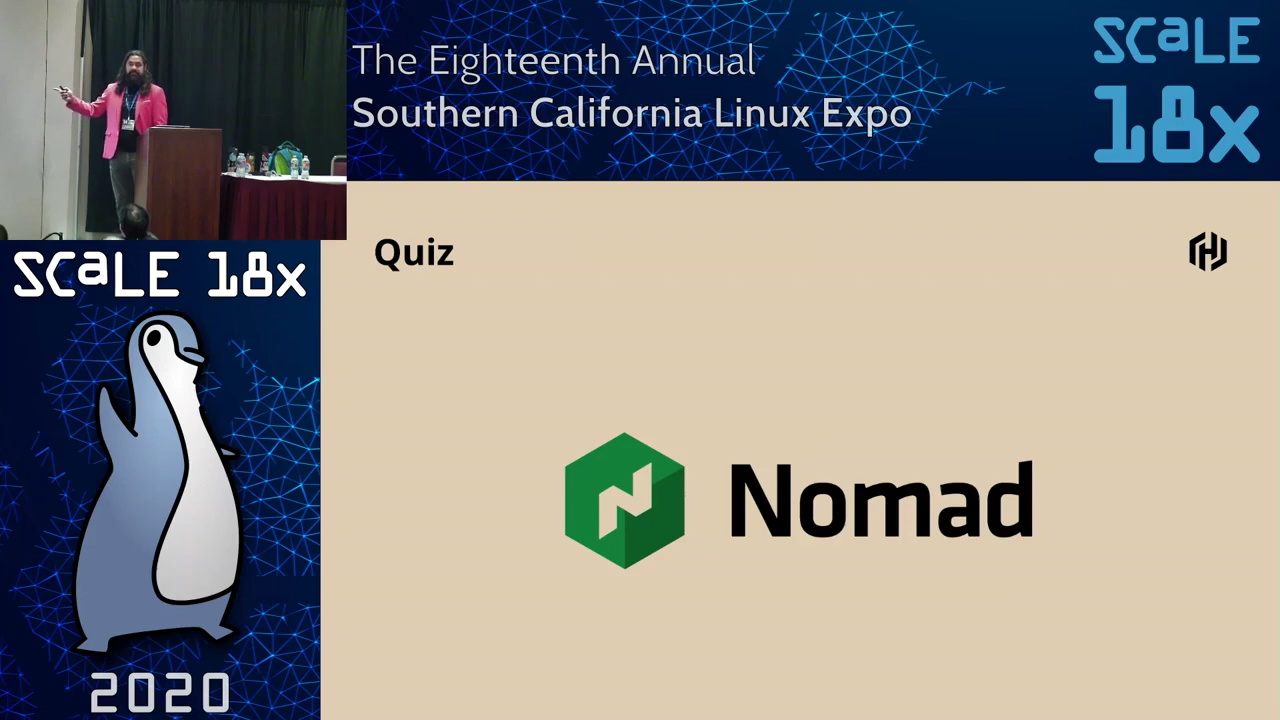 The Eighteenth Annual
Southern California Linux Expo
SCaLE
18x
SCaLE 18x
2020
Quiz
Nomad